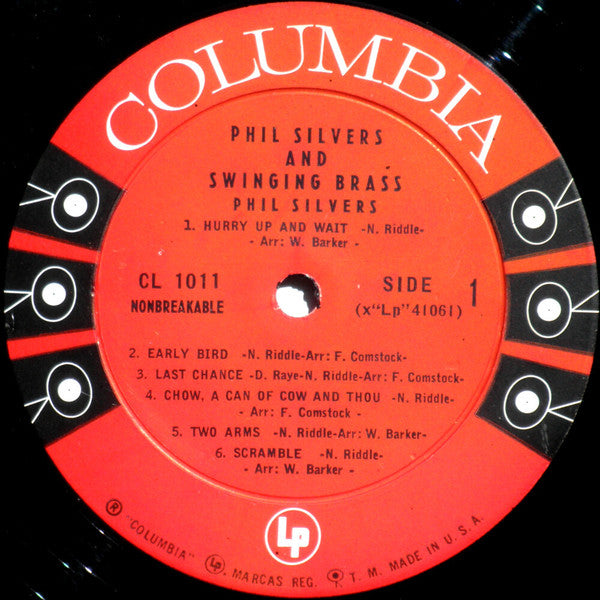 COLUMBIA
PHIL SILVERS
AND
SWINGING BRASS
PHIL SILVERS
1. HURRY UP AND WAIT -N. Riddle-
-Arr: W. Barker -
CL 1011
NONBREAKABLE
SIDE 1
(x"Lp"41061)
2. EARLY BIRD -N. Riddle-Arr: F. Comstock-
3. LAST CHANCE -D. Raye-N. Riddle-Arr: F. Comstock-
4. CHOW, A CAN OF COW AND THOU -N. Riddle-
- Arr: F. Comstock -
5. TWO ARMS -N. Riddle-Arr: W. Barker-
6. SCRAMBLE -N. Riddle-
-Arr: W. Barker -
Lp
® "COLUMBIA" Lp MARCAS REG. T. M. MADE IN U. S. A.